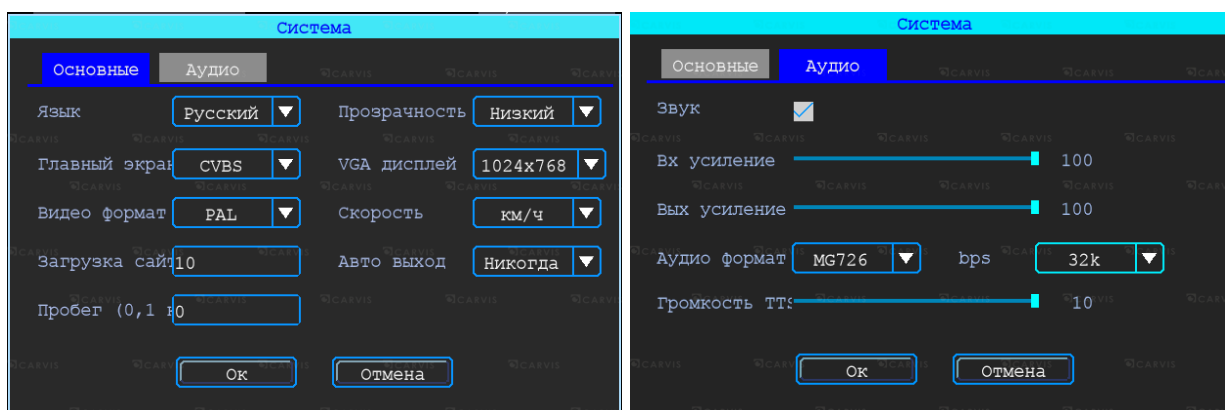 Система
Основные Аудио
Язык Русский Прозрачность Низкий
Главный экран CVBS VGA дисплей 1024x768
Видео формат PAL Скорость км/ч
Загрузка сайт 10 Авто выход Никогда
Пробег (0,1 0
Ок Отмена
Система
Основные Аудио
Звук
Вх усиление 100
Вых усиление 100
Аудио формат MG726 bps 32k
Громкость TTS 10
Ок Отмена
CARVIS